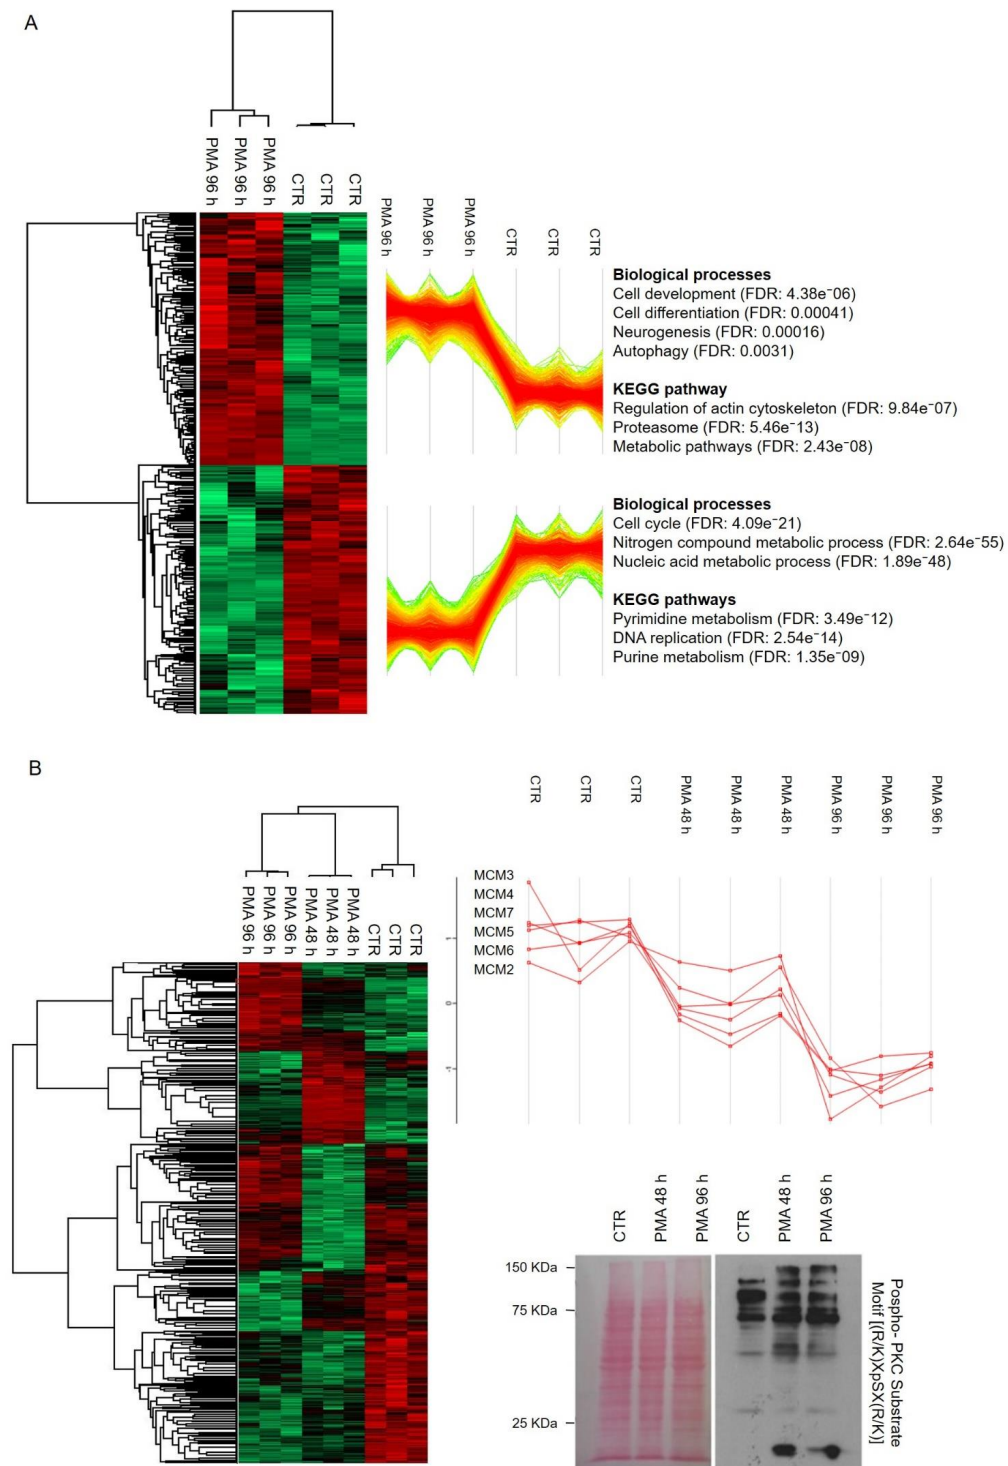 A
PMA 96 h
PMA 96 h
PMA 96 h
CTR
CTR
CTR
PMA 96 h
PMA 96 h
PMA 96 h
CTR
CTR
CTR
Biological processes
Cell development (FDR: 4.38e⁻06)
Cell differentiation (FDR: 0.00041)
Neurogenesis (FDR: 0.00016)
Autophagy (FDR: 0.0031)
KEGG pathway
Regulation of actin cytoskeleton (FDR: 9.84e⁻07)
Proteasome (FDR: 5.46e⁻13)
Metabolic pathways (FDR: 2.43e⁻08)
Biological processes
Cell cycle (FDR: 4.09e⁻21)
Nitrogen compound metabolic process (FDR: 2.64e⁻55)
Nucleic acid metabolic process (FDR: 1.89e⁻48)
KEGG pathways
Pyrimidine metabolism (FDR: 3.49e⁻12)
DNA replication (FDR: 2.54e⁻14)
Purine metabolism (FDR: 1.35e⁻09)
B
PMA 96 h
PMA 96 h
PMA 96 h
PMA 48 h
PMA 48 h
PMA 48 h
CTR
CTR
CTR
CTR
CTR
CTR
PMA 48 h
PMA 48 h
PMA 48 h
PMA 96 h
PMA 96 h
PMA 96 h
MCM3
MCM4
MCM7
MCM5
MCM6
MCM2
1
0
-1
CTR
PMA 48 h
PMA 96 h
CTR
PMA 48 h
PMA 96 h
150 KDa
75 KDa
25 KDa
Pospho- PKC Substrate
Motif [(R/K)XpSX(R/K)]